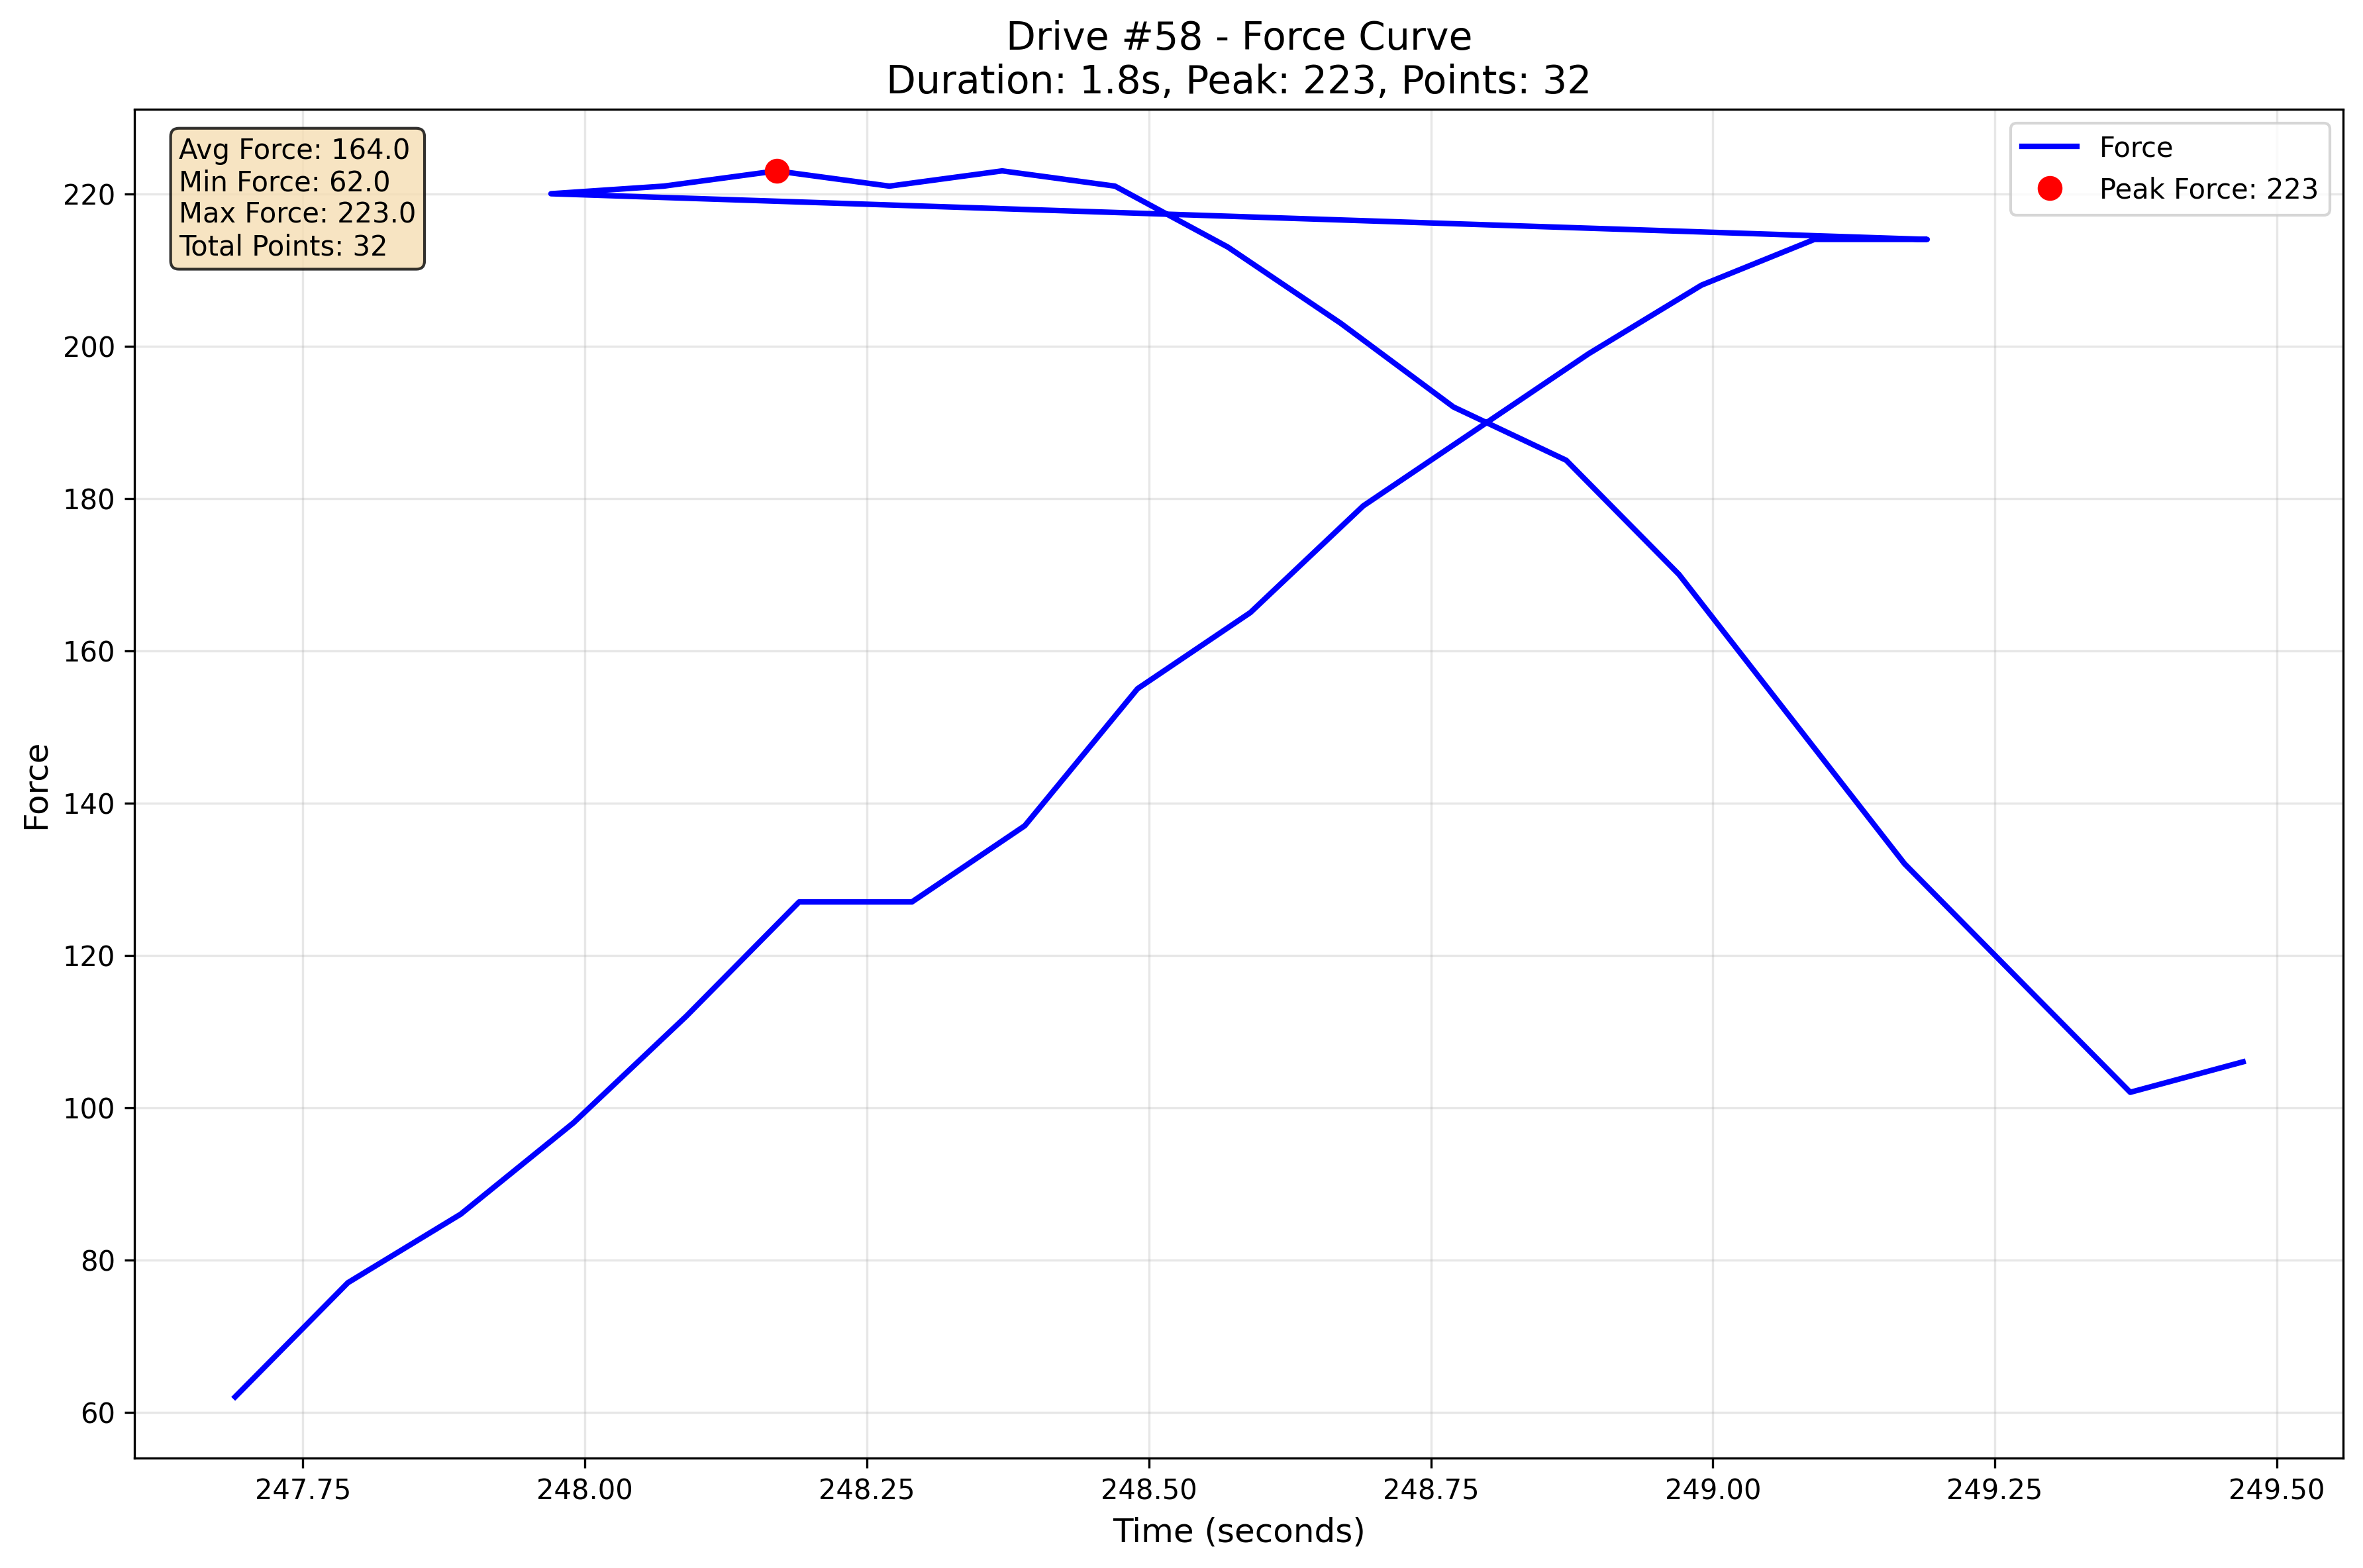 Drive #58 - Force Curve
Duration: 1.8s, Peak: 223, Points: 32
Avg Force: 164.0
Min Force: 62.0
Max Force: 223.0
Total Points: 32
Force
Peak Force: 223
220
200
180
160
140
120
100
80
60
Force
247.75
248.00
248.25
248.50
248.75
249.00
249.25
249.50
Time (seconds)